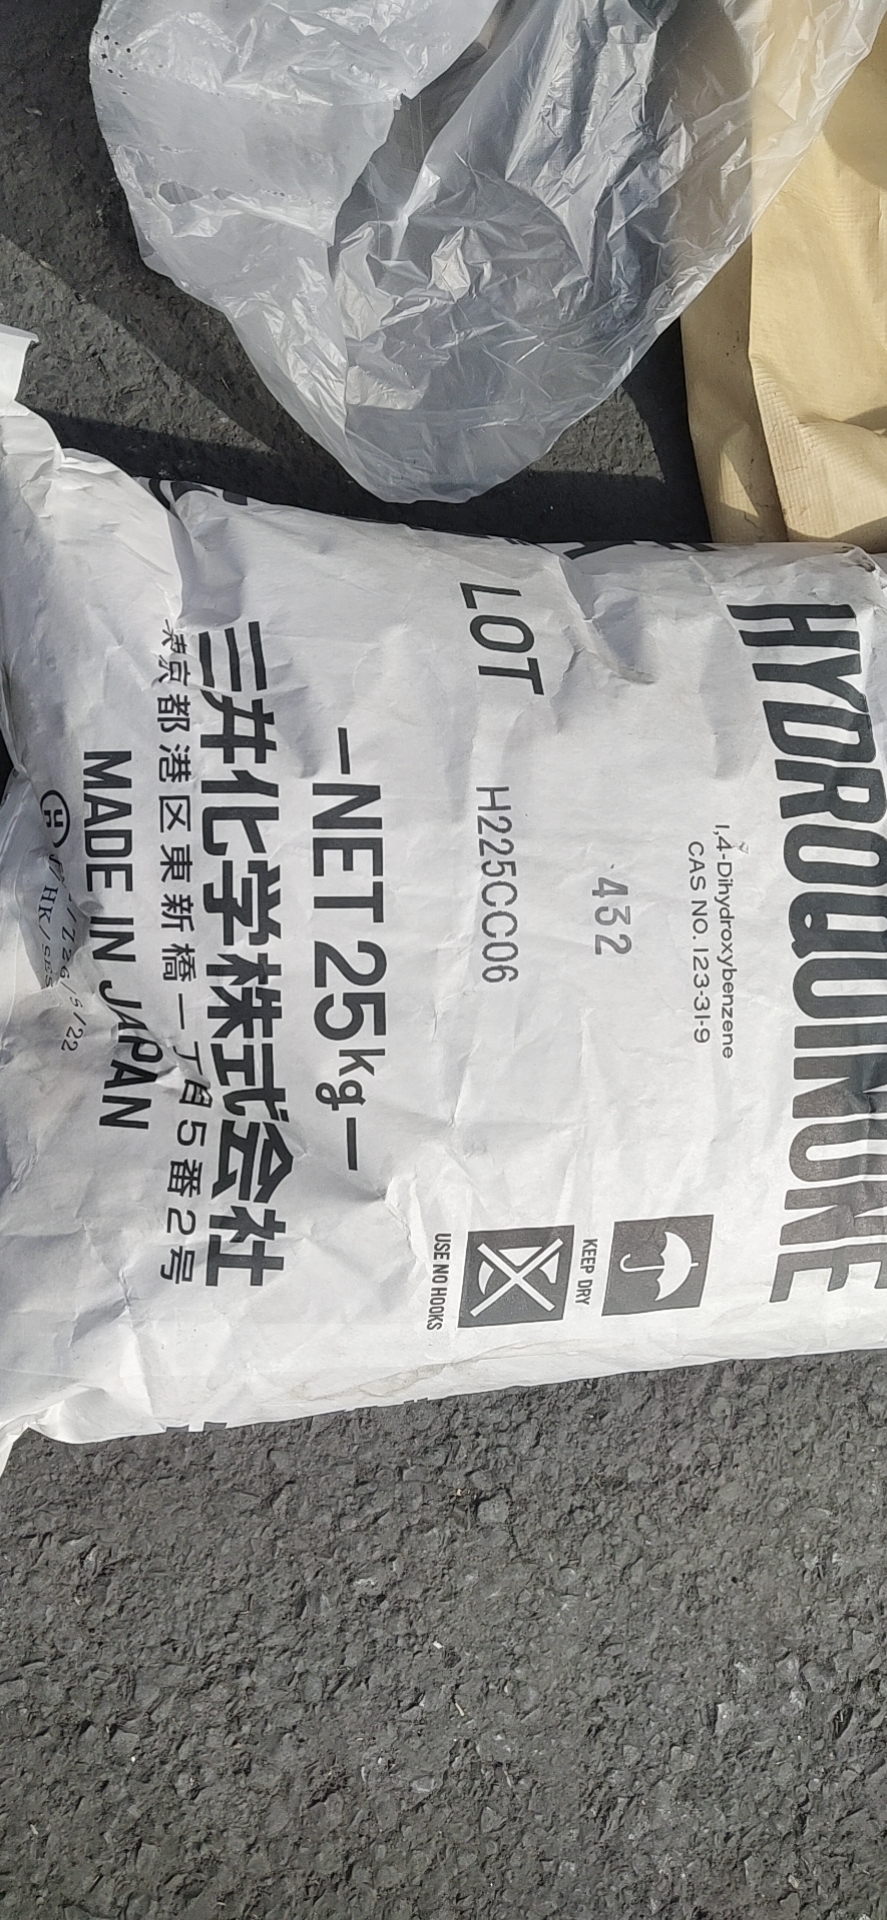 HYDROQUINONE
1,4-Dihydroxybenzene
CAS NO. 123-31-9
432
LOT H225CC06
KEEP DRY
USE NO HOOKS
—NET 25kg—
三井化学株式会社
東京都港区東新橋一丁目5番2号
MADE IN JAPAN
H